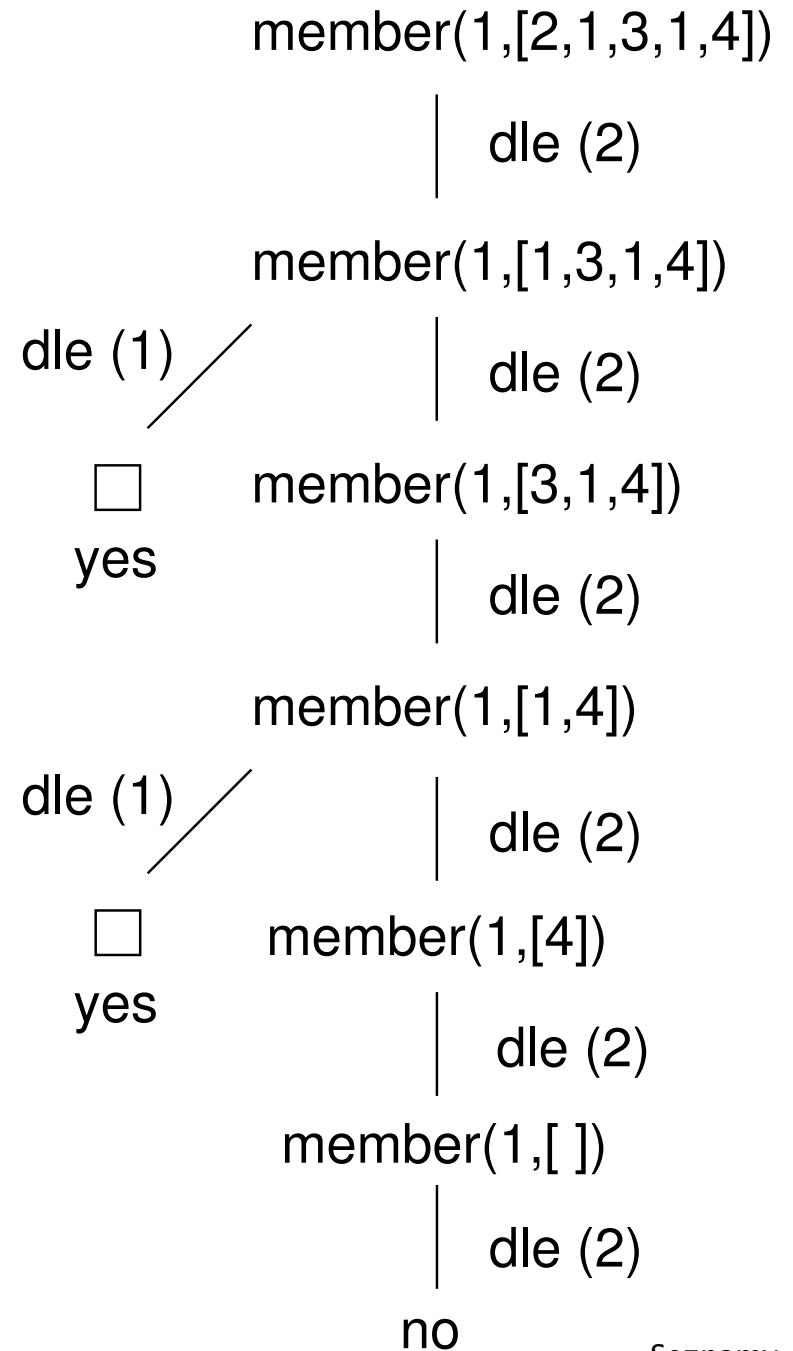 member(1,[2,1,3,1,4])
dle (2)
member(1,[1,3,1,4])
dle (1)
dle (2)
□
member(1,[3,1,4])
yes
dle (2)
member(1,[1,4])
dle (1)
dle (2)
□
member(1,[4])
yes
dle (2)
member(1,[ ])
dle (2)
no